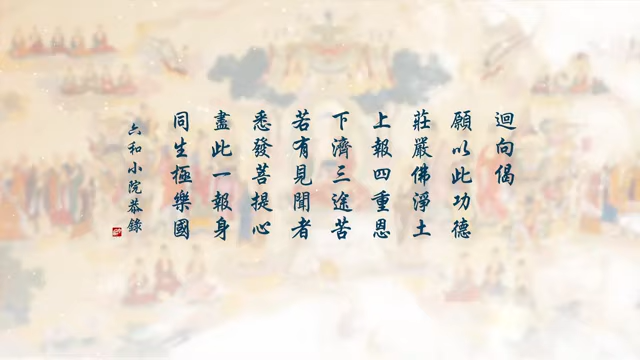 迴向偈
願以此功德
莊嚴佛淨土
上報四重恩
下濟三途苦
若有見聞者
悉發菩提心
盡此一報身
同生極樂國
六和小院恭錄